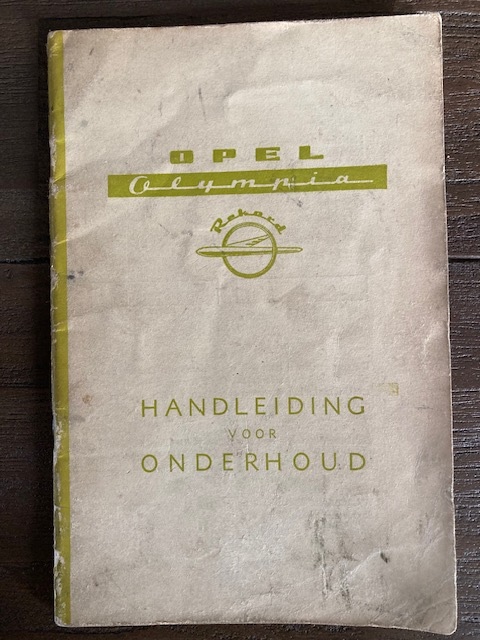 OPEL
Olympia
Rekord
HANDLEIDING
VOOR
ONDERHOUD